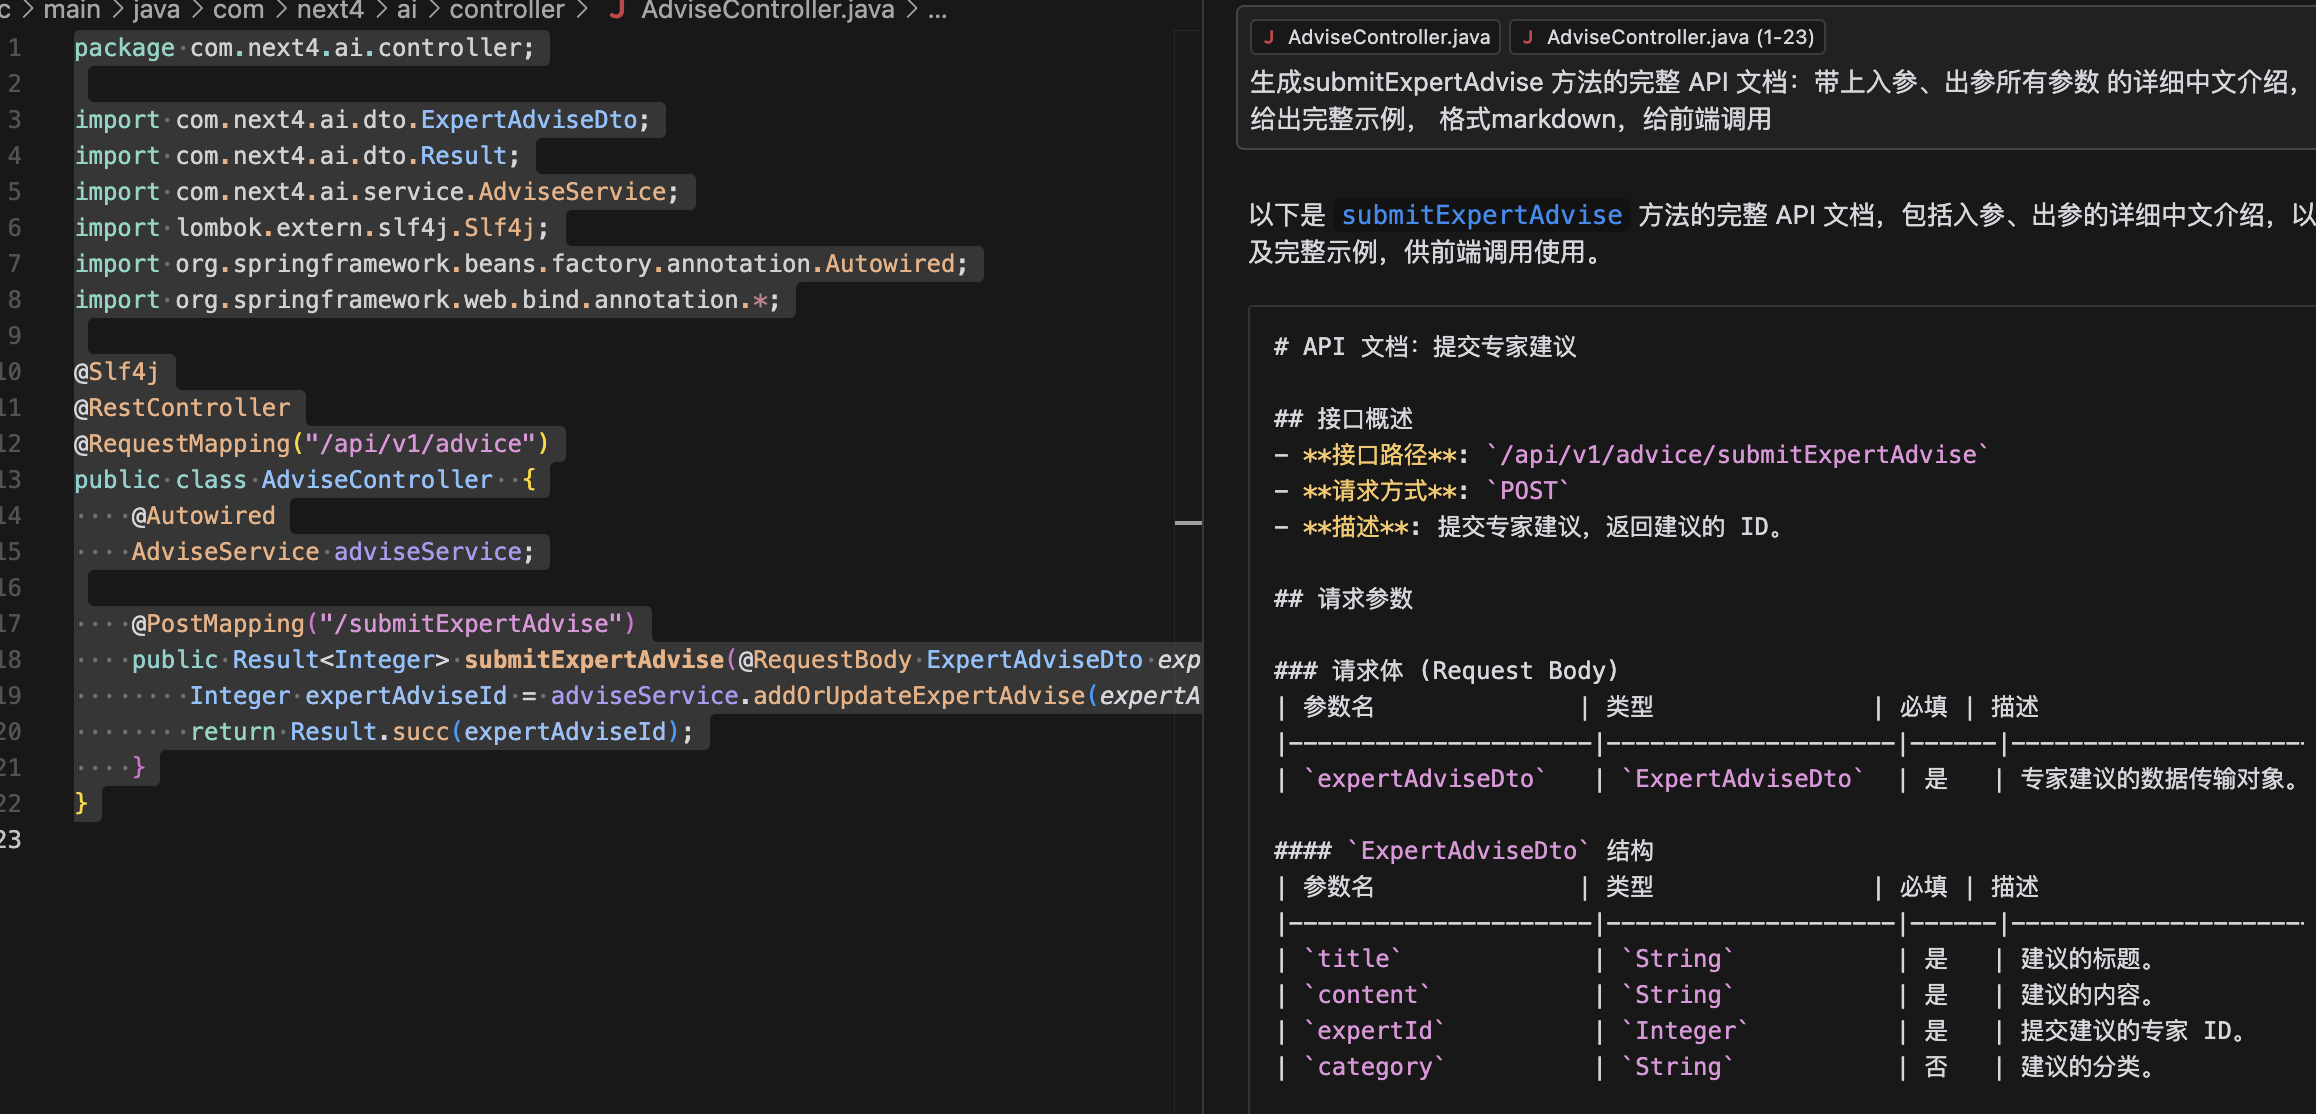 c > main > java > com > next4 > ai > controller > J AdviseController.java > ...
1 package com.next4.ai.controller;
2
3 import com.next4.ai.dto.ExpertAdviseDto;
4 import com.next4.ai.dto.Result;
5 import com.next4.ai.service.AdviseService;
6 import lombok.extern.slf4j.Slf4j;
7 import org.springframework.beans.factory.annotation.Autowired;
8 import org.springframework.web.bind.annotation.*;
9
10 @Slf4j
11 @RestController
12 @RequestMapping("/api/v1/advice")
13 public class AdviseController  {
14     @Autowired
15     AdviseService adviseService;
16
17     @PostMapping("/submitExpertAdvise")
18     public Result<Integer> submitExpertAdvise(@RequestBody ExpertAdviseDto exp
19         Integer expertAdviseId = adviseService.addOrUpdateExpertAdvise(expertA
20         return Result.succ(expertAdviseId);
21     }
22 }
23
J AdviseController.java J AdviseController.java (1-23)
生成submitExpertAdvise 方法的完整 API 文档：带上入参、出参所有参数 的详细中文介绍，
给出完整示例， 格式markdown，给前端调用
以下是 submitExpertAdvise 方法的完整 API 文档，包括入参、出参的详细中文介绍，以
及完整示例，供前端调用使用。
# API 文档：提交专家建议
## 接口概述
- **接口路径**: `/api/v1/advice/submitExpertAdvise`
- **请求方式**: `POST`
- **描述**: 提交专家建议，返回建议的 ID。
## 请求参数
### 请求体 (Request Body)
| 参数名 | 类型 | 必填 | 描述
|---------------------|--------------------|------|---------------------
| `expertAdviseDto` | `ExpertAdviseDto` | 是 | 专家建议的数据传输对象。
#### `ExpertAdviseDto` 结构
| 参数名 | 类型 | 必填 | 描述
|---------------------|--------------------|------|---------------------
| `title` | `String` | 是 | 建议的标题。
| `content` | `String` | 是 | 建议的内容。
| `expertId` | `Integer` | 是 | 提交建议的专家 ID。
| `category` | `String` | 否 | 建议的分类。